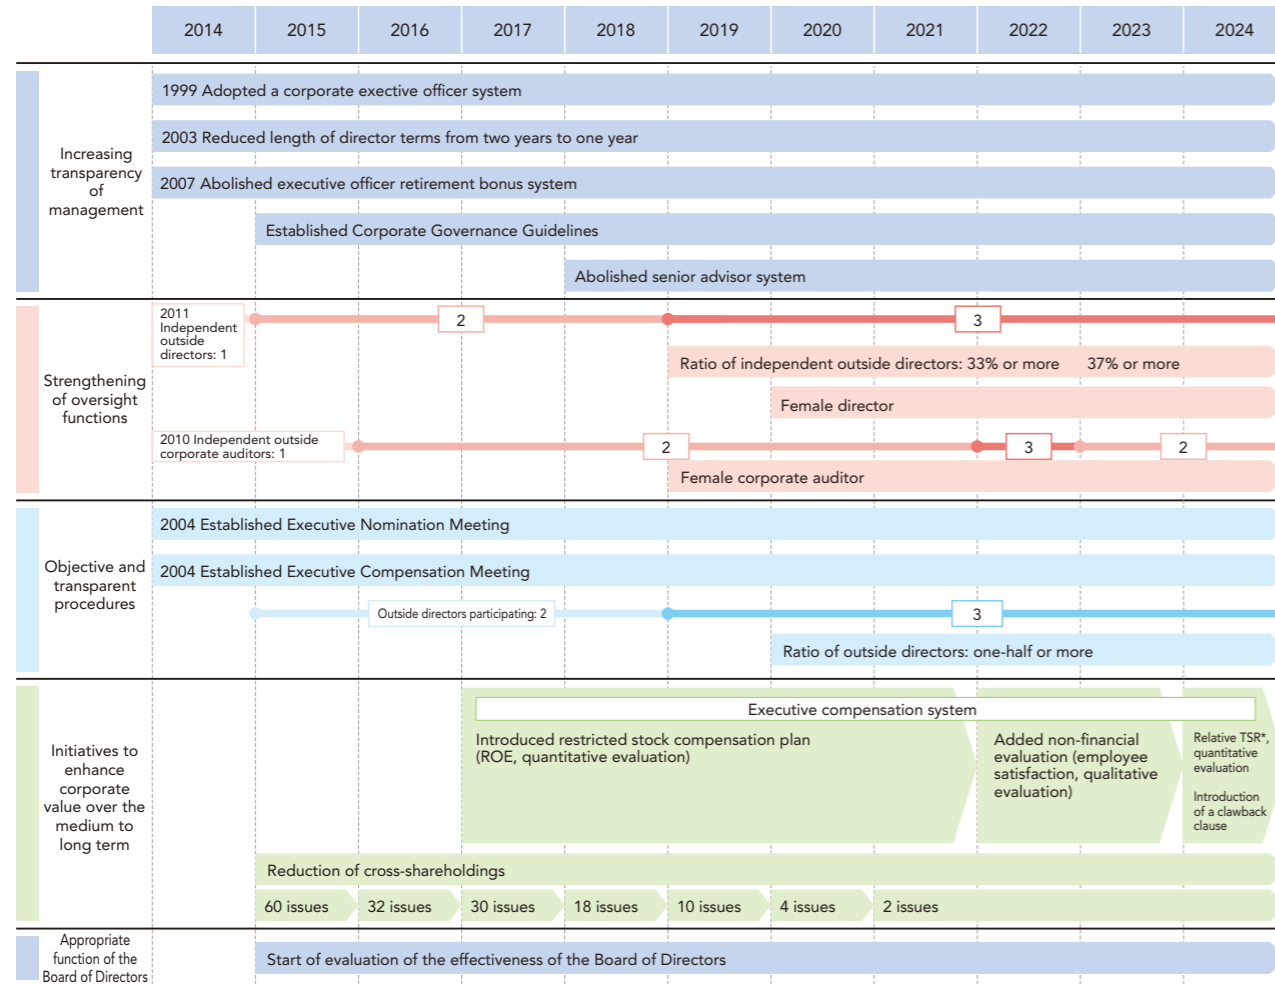 2014 2015 2016 2017 2018 2019 2020 2021 2022 2023 2024
Increasing
transparency
of
management
1999 Adopted a corporate exective officer system
2003 Reduced length of director terms from two years to one year
2007 Abolished executive officer retirement bonus system
Established Corporate Governance Guidelines
Abolished senior advisor system
Strengthening
of oversight
functions
2011
Independent
outside
directors: 1
2
3
Ratio of independent outside directors: 33% or more 37% or more
Female director
2010 Independent outside
corporate auditors: 1
2
3
2
Female corporate auditor
Objective and
transparent
procedures
2004 Established Executive Nomination Meeting
2004 Established Executive Compensation Meeting
Outside directors participating: 2
3
Ratio of outside directors: one-half or more
Initiatives to
enhance
corporate
value over the
medium to
long term
Executive compensation system
Introduced restricted stock compensation plan
(ROE, quantitative evaluation)
Added non-financial
evaluation (employee
satisfaction, qualitative
evaluation)
Relative TSR*,
quantitative
evaluation
Introduction
of a clawback
clause
Reduction of cross-shareholdings
60 issues 32 issues 30 issues 18 issues 10 issues 4 issues 2 issues
Appropriate
function of the
Board of Directors
Start of evaluation of the effectiveness of the Board of Directors